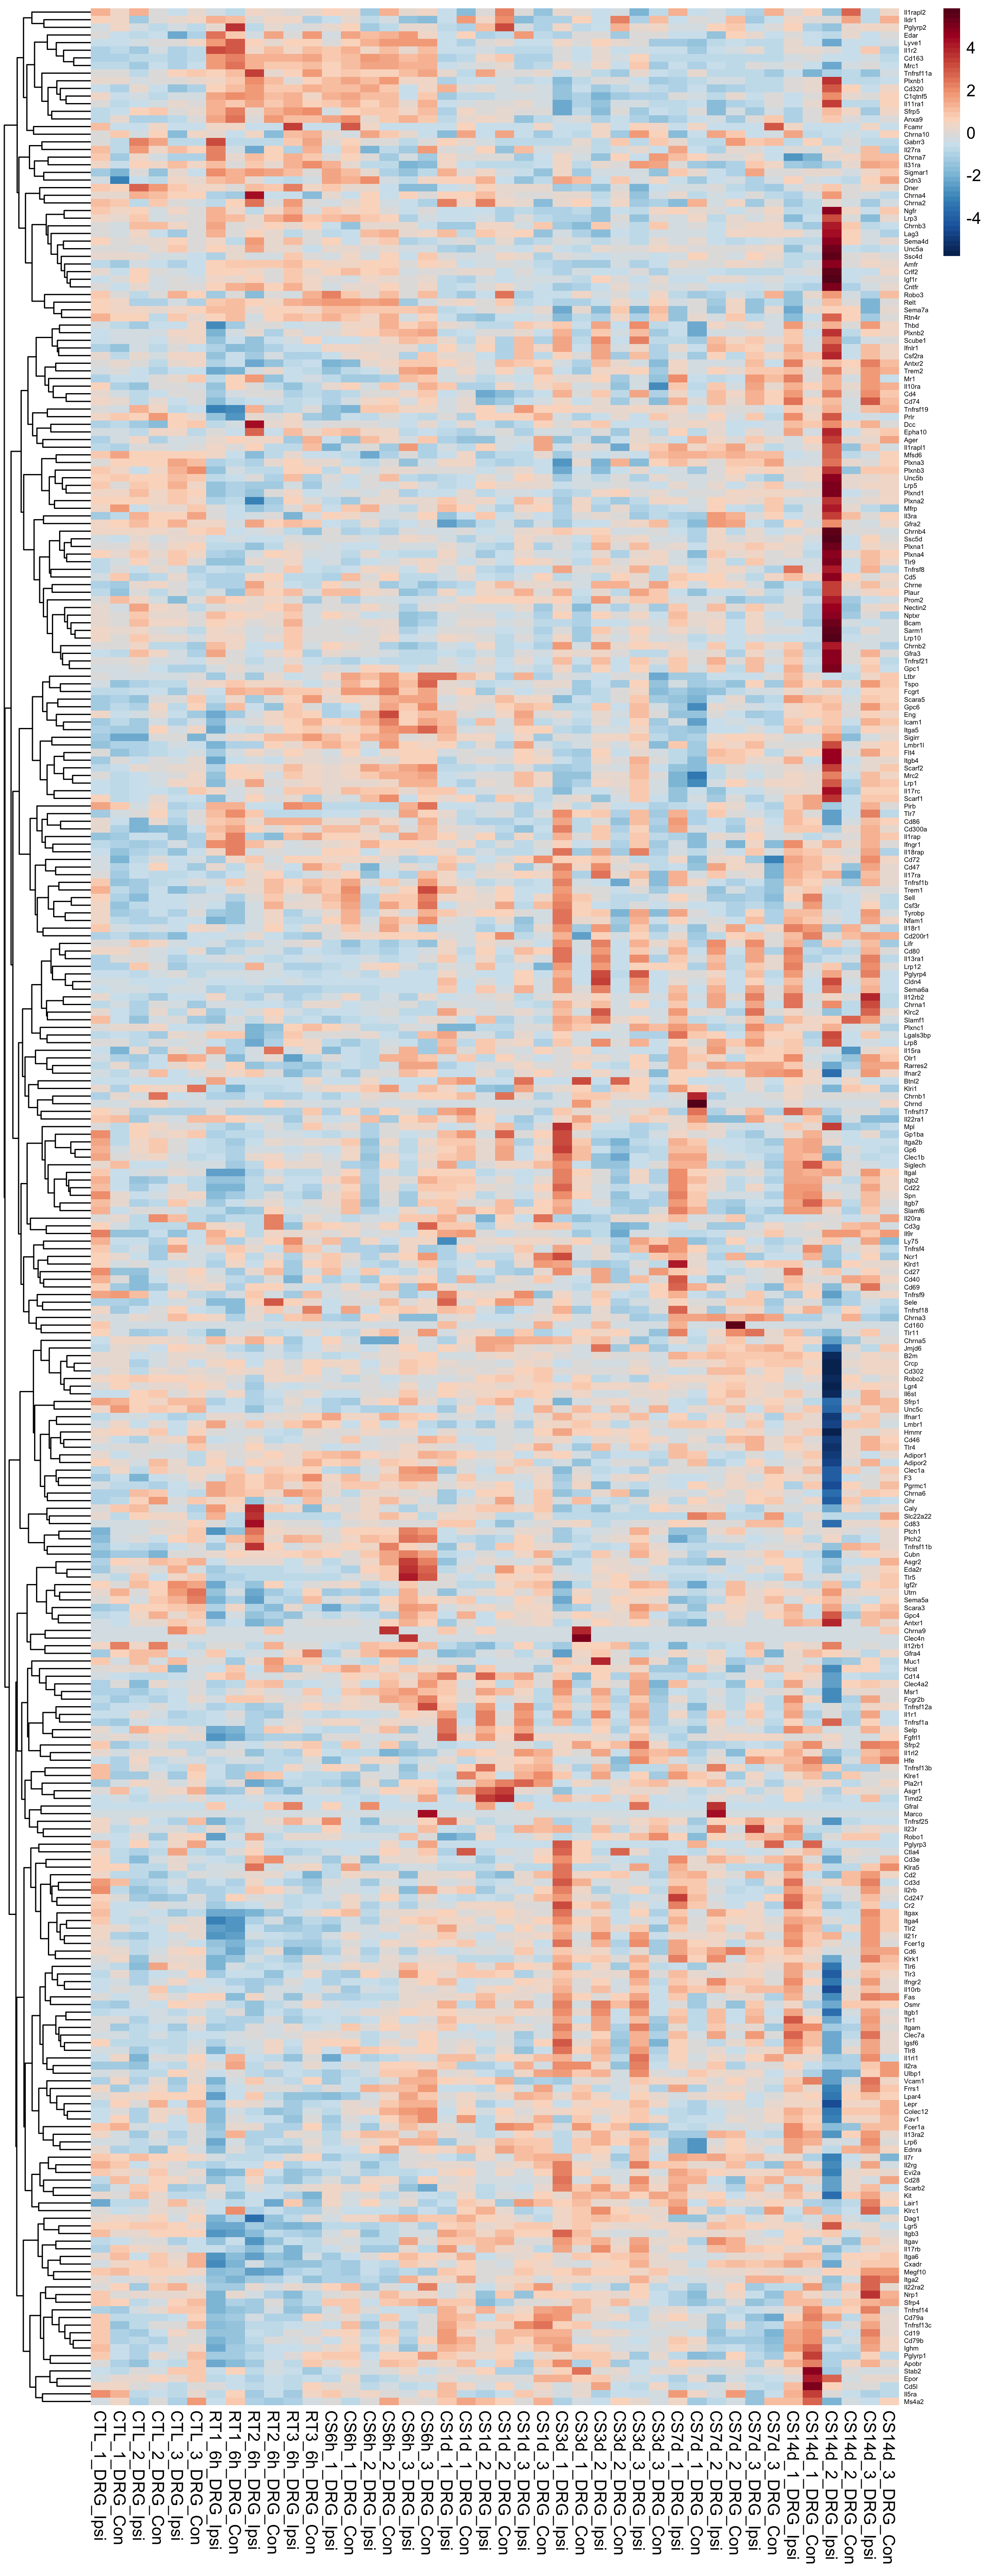 Il1rapl2
Ildr1
Pglyrp2
Edar
Lyve1
Il1r2
Cd163
Mrc1
Tnfrsf11a
Plxnb1
Cd320
C1qtnf5
Il11ra1
Sfrp5
Anxa9
Fcamr
Chrna10
Gabrr3
Il27ra
Chrna7
Il31ra
Sigmar1
Cldn3
Dner
Chrna4
Chrna2
Ngfr
Lrp3
Chrnb3
Lag3
Sema4d
Unc5a
Ssc4d
Amfr
Crlf2
Igf1r
Cntfr
Robo3
Relt
Sema7a
Rtn4r
Thbd
Plxnb2
Scube1
Ifnlr1
Csf2ra
Antxr2
Trem2
Mr1
Il10ra
Cd4
Cd74
Tnfrsf19
Prlr
Dcc
Epha10
Ager
Il1rapl1
Mfsd6
Plxna3
Plxnb3
Unc5b
Lrp5
Plxnd1
Plxna2
Mfrp
Il3ra
Gfra2
Chrnb4
Ssc5d
Plxna1
Plxna4
Tlr9
Tnfrsf8
Cd5
Chrne
Plaur
Prom2
Nectin2
Nptxr
Bcam
Sarm1
Lrp10
Chrnb2
Gfra3
Tnfrsf21
Gpc1
Ltbr
Tspo
Fcgrt
Scara5
Gpc6
Eng
Icam1
Itga5
Sigirr
Lmbr1l
Flt4
Itgb4
Scarf2
Mrc2
Lrp1
Il17rc
Scarf1
Pirb
Tlr7
Cd86
Cd300a
Il1rap
Ifngr1
Il18rap
Cd72
Cd47
Il17ra
Tnfrsf1b
Trem1
Sell
Csf3r
Tyrobp
Nfam1
Il18r1
Cd200r1
Lifr
Cd80
Il13ra1
Lrp12
Pglyrp4
Cldn4
Sema6a
Il12rb2
Chrna1
Klrc2
Slamf1
Plxnc1
Lgals3bp
Lrp8
Il15ra
Olr1
Rarres2
Ifnar2
Btnl2
Klri1
Chrnb1
Chrnd
Tnfrsf17
Il22ra1
Mpl
Gp1ba
Itga2b
Gp6
Clec1b
Siglech
Itgal
Itgb2
Cd22
Spn
Itgb7
Slamf6
Il20ra
Cd3g
Il9r
Ly75
Tnfrsf4
Ncr1
Klrd1
Cd27
Cd40
Cd69
Tnfrsf9
Sele
Tnfrsf18
Chrna3
Cd160
Tlr11
Chrna5
Jmjd6
B2m
Crcp
Cd302
Robo2
Lgr4
Il6st
Sfrp1
Unc5c
Ifnar1
Lmbr1
Hmmr
Cd46
Tlr4
Adipor1
Adipor2
Clec1a
F3
Pgrmc1
Chrna6
Ghr
Caly
Slc22a22
Cd83
Ptch1
Ptch2
Tnfrsf11b
Cubn
Asgr2
Eda2r
Tlr5
Igf2r
Utrn
Sema5a
Scara3
Gpc4
Antxr1
Chrna9
Clec4n
Il12rb1
Gfra4
Muc1
Hcst
Cd14
Clec4a2
Msr1
Fcgr2b
Tnfrsf12a
Il1r1
Tnfrsf1a
Selp
Fgfrl1
Sfrp2
Il1rl2
Hfe
Tnfrsf13b
Klre1
Pla2r1
Asgr1
Timd2
Gfral
Marco
Tnfrsf25
Il23r
Robo1
Pglyrp3
Ctla4
Cd3e
Klra5
Cd2
Cd3d
Il2rb
Cd247
Cr2
Itgax
Itga4
Tlr2
Il21r
Fcer1g
Cd6
Klrk1
Tlr6
Tlr3
Ifngr2
Il10rb
Fas
Osmr
Itgb1
Tlr1
Itgam
Clec7a
Igsf6
Tlr8
Il1rl1
Il2ra
Ulbp1
Vcam1
Frrs1
Lpar4
Lepr
Colec12
Cav1
Fcer1a
Il13ra2
Lrp6
Ednra
Il7r
Il2rg
Evi2a
Cd28
Scarb2
Kit
Lair1
Klrc1
Dag1
Lgr5
Itgb3
Itgav
Il17rb
Itga6
Cxadr
Megf10
Itga2
Il22ra2
Nrp1
Sfrp4
Tnfrsf14
Cd79a
Tnfrsf13c
Cd19
Cd79b
Ighm
Pglyrp1
Apobr
Stab2
Epor
Cd5l
Il5ra
Ms4a2
4
2
0
-2
-4
CTL_1_DRG_Ipsi
CTL_1_DRG_Con
CTL_2_DRG_Ipsi
CTL_2_DRG_Con
CTL_3_DRG_Ipsi
CTL_3_DRG_Con
RT1_6h_DRG_Ipsi
RT1_6h_DRG_Con
RT2_6h_DRG_Ipsi
RT2_6h_DRG_Con
RT3_6h_DRG_Ipsi
RT3_6h_DRG_Con
CS6h_1_DRG_Ipsi
CS6h_1_DRG_Con
CS6h_2_DRG_Ipsi
CS6h_2_DRG_Con
CS6h_3_DRG_Ipsi
CS6h_3_DRG_Con
CS1d_1_DRG_Ipsi
CS1d_1_DRG_Con
CS1d_2_DRG_Ipsi
CS1d_2_DRG_Con
CS1d_3_DRG_Ipsi
CS1d_3_DRG_Con
CS3d_1_DRG_Ipsi
CS3d_1_DRG_Con
CS3d_2_DRG_Ipsi
CS3d_2_DRG_Con
CS3d_3_DRG_Ipsi
CS3d_3_DRG_Con
CS7d_1_DRG_Ipsi
CS7d_1_DRG_Con
CS7d_2_DRG_Ipsi
CS7d_2_DRG_Con
CS7d_3_DRG_Ipsi
CS7d_3_DRG_Con
CS14d_1_DRG_Ipsi
CS14d_1_DRG_Con
CS14d_2_DRG_Ipsi
CS14d_2_DRG_Con
CS14d_3_DRG_Ipsi
CS14d_3_DRG_Con